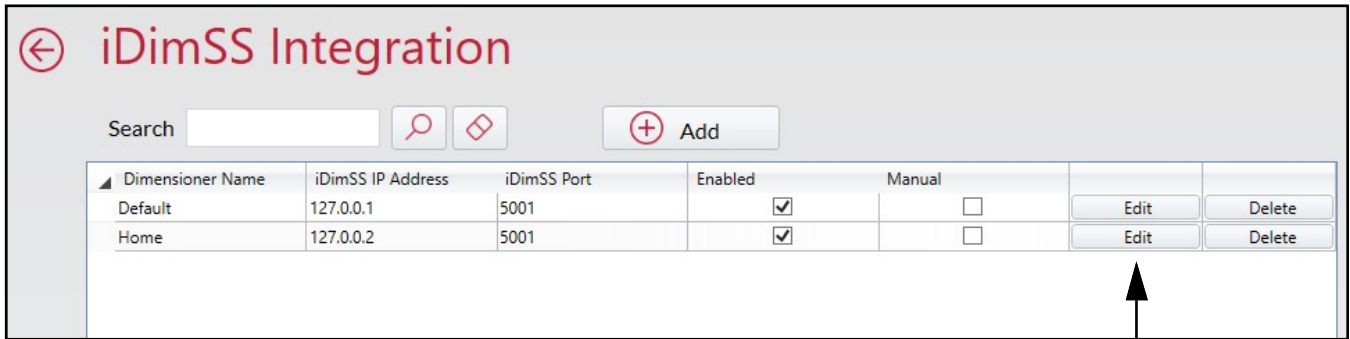 iDimSS Integration
Search Add
Dimensioner Name iDimSS IP Address iDimSS Port Enabled Manual
Default 127.0.0.1 5001 Edit Delete
Home 127.0.0.2 5001 Edit Delete